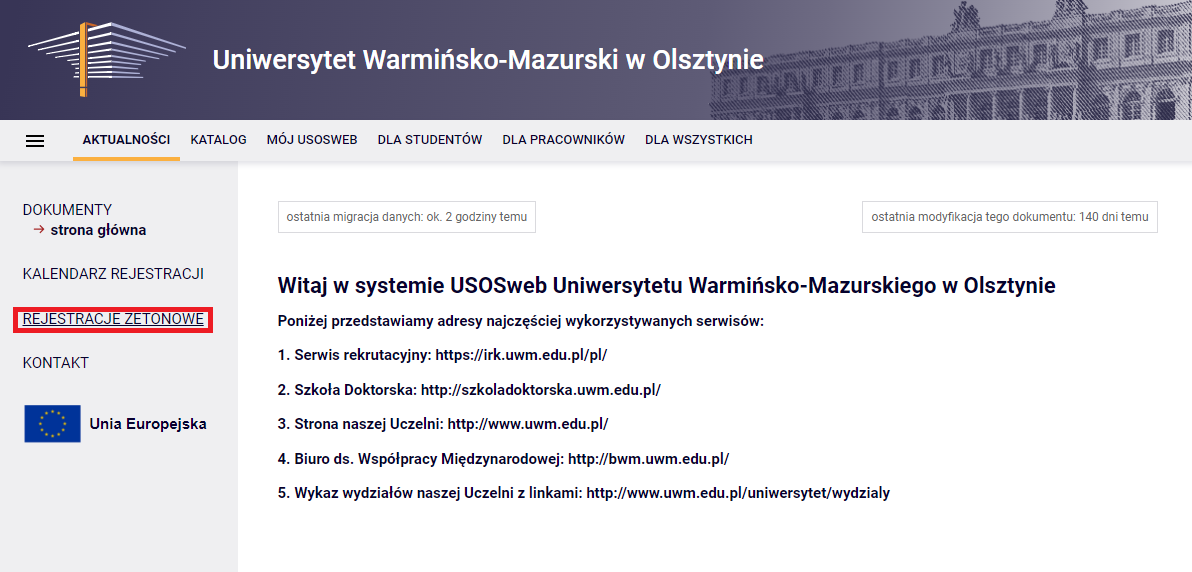 Uniwersytet Warmińsko-Mazurski w Olsztynie
AKTUALNOŚCI KATALOG MÓJ USOSWEB DLA STUDENTÓW DLA PRACOWNIKÓW DLA WSZYSTKICH
DOKUMENTY
→ strona główna
KALENDARZ REJESTRACJI
REJESTRACJE ŻETONOWE
KONTAKT
Unia Europejska
ostatnia migracja danych: ok. 2 godziny temu
ostatnia modyfikacja tego dokumentu: 140 dni temu
Witaj w systemie USOSweb Uniwersytetu Warmińsko-Mazurskiego w Olsztynie
Poniżej przedstawiamy adresy najczęściej wykorzystywanych serwisów:
1. Serwis rekrutacyjny: https://irk.uwm.edu.pl/pl/
2. Szkoła Doktorska: http://szkoladoktorska.uwm.edu.pl/
3. Strona naszej Uczelni: http://www.uwm.edu.pl/
4. Biuro ds. Współpracy Międzynarodowej: http://bwm.uwm.edu.pl/
5. Wykaz wydziałów naszej Uczelni z linkami: http://www.uwm.edu.pl/uniwersytet/wydzialy